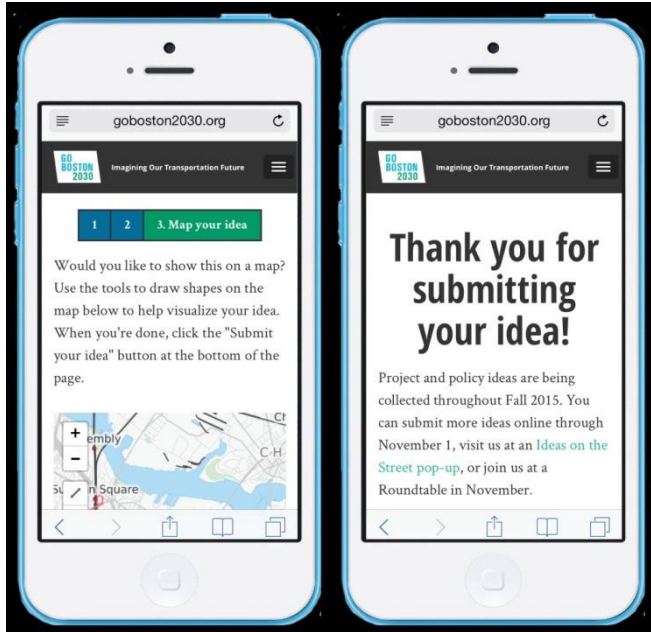 goboston2030.org
GO
BOSTON
2030
Imagining Our Transportation Future
1 2 3. Map your idea
Would you like to show this on a map?
Use the tools to draw shapes on the
map below to help visualize your idea.
When you're done, click the "Submit
your idea" button at the bottom of the
page.
+
embly
CH
-
n Square
goboston2030.org
GO
BOSTON
2030
Imagining Our Transportation Future
Thank you for
submitting
your idea!
Project and policy ideas are being
collected throughout Fall 2015. You
can submit more ideas online through
November 1, visit us at an Ideas on the
Street pop-up, or join us at a
Roundtable in November.